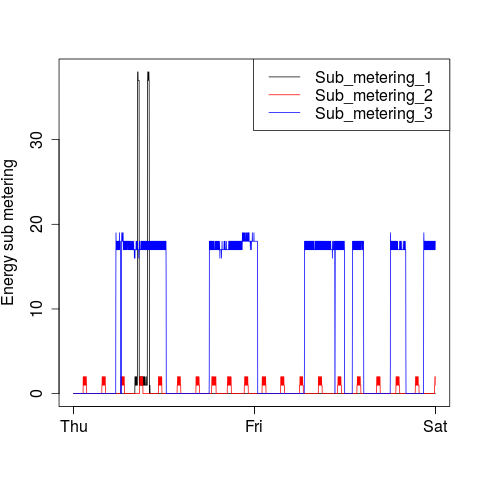 Sub_metering_1
Sub_metering_2
Sub_metering_3
Energy sub metering
30
20
10
0
Thu Fri Sat